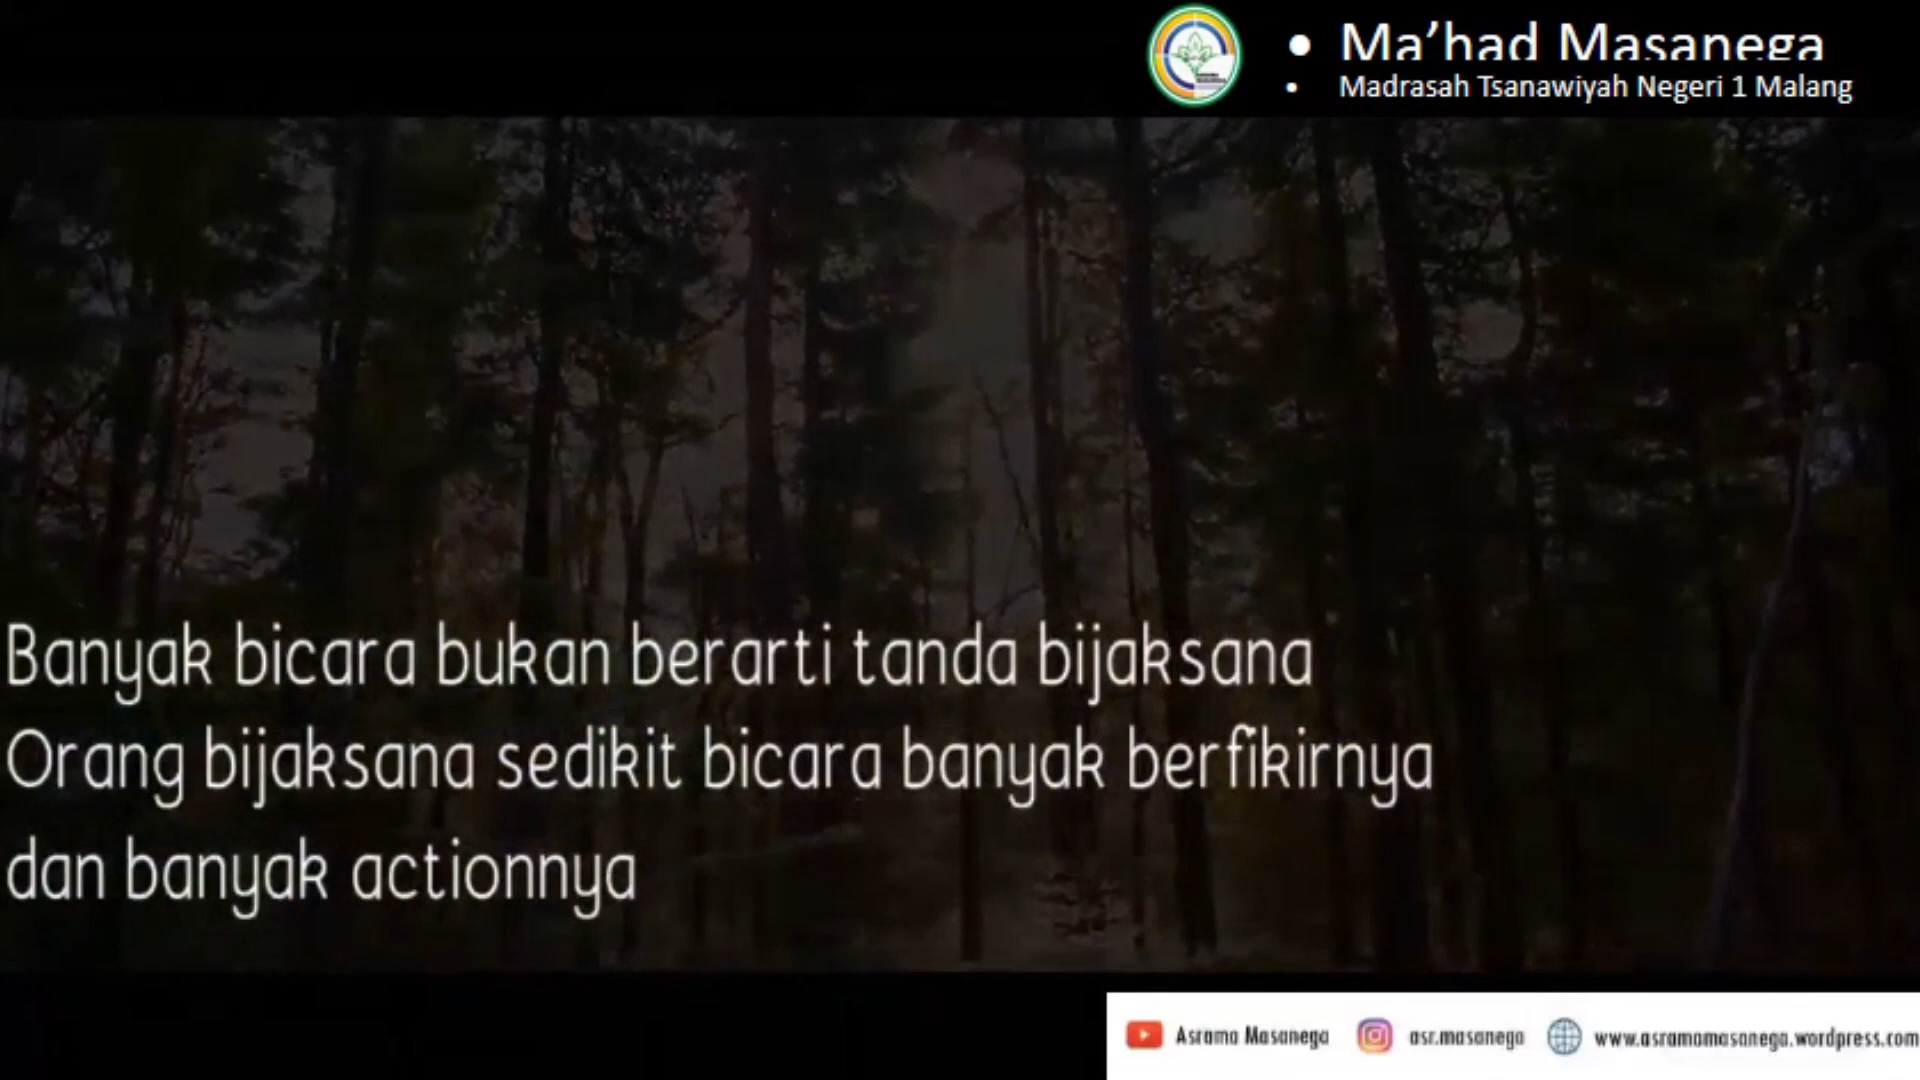 • Ma'had Masanega
• Madrasah Tsanawiyah Negeri 1 Malang
Banyak bicara bukan berarti tanda bijaksana
Orang bijaksana sedikit bicara banyak berfikirnya
dan banyak actionnya
Asrama Masanega asr.masanega www.asramamasanega.wordpress.com